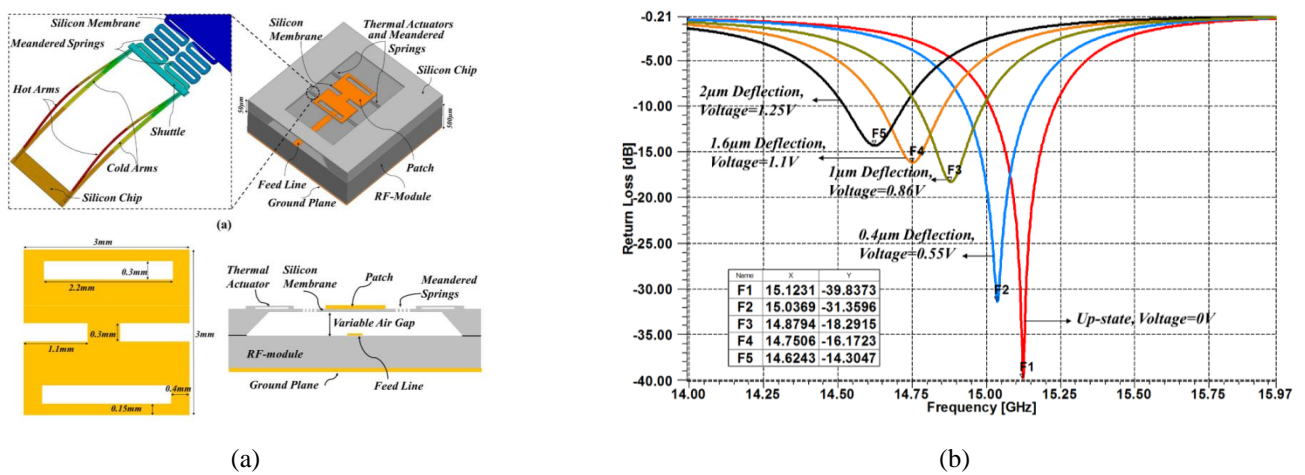 Silicon Membrane
Meandered Springs
Hot Arms
Shuttle
Cold Arms
Silicon Chip
Silicon
Membrane
Thermal Actuators
and Meandered
Springs
Silicon Chip
50µm
500µm
Feed Line
Ground Plane
Patch
RF-Module
(a)
3mm
0.3mm
2.2mm
0.3mm
1.1mm
3mm
0.4mm
0.15mm
Thermal
Actuator
Silicon
Membrane
Patch
Meandered
Springs
Variable Air Gap
RF-module
Ground Plane
Feed Line
(a)
Return Loss [dB]
-0.21
-5.00
-10.00
-15.00
-20.00
-25.00
-30.00
-35.00
-40.00
2µm Deflection,
Voltage=1.25V
1.6µm Deflection,
Voltage=1.1V
1µm Deflection,
Voltage=0.86V
0.4µm Deflection,
Voltage=0.55V
Up-state, Voltage=0V
F5
F4
F3
F2
F1
Name X Y
F1 15.1231 -39.8373
F2 15.0369 -31.3596
F3 14.8794 -18.2915
F4 14.7506 -16.1723
F5 14.6243 -14.3047
14.00 14.25 14.50 14.75 15.00 15.25 15.50 15.75 15.97
Frequency [GHz]
(b)